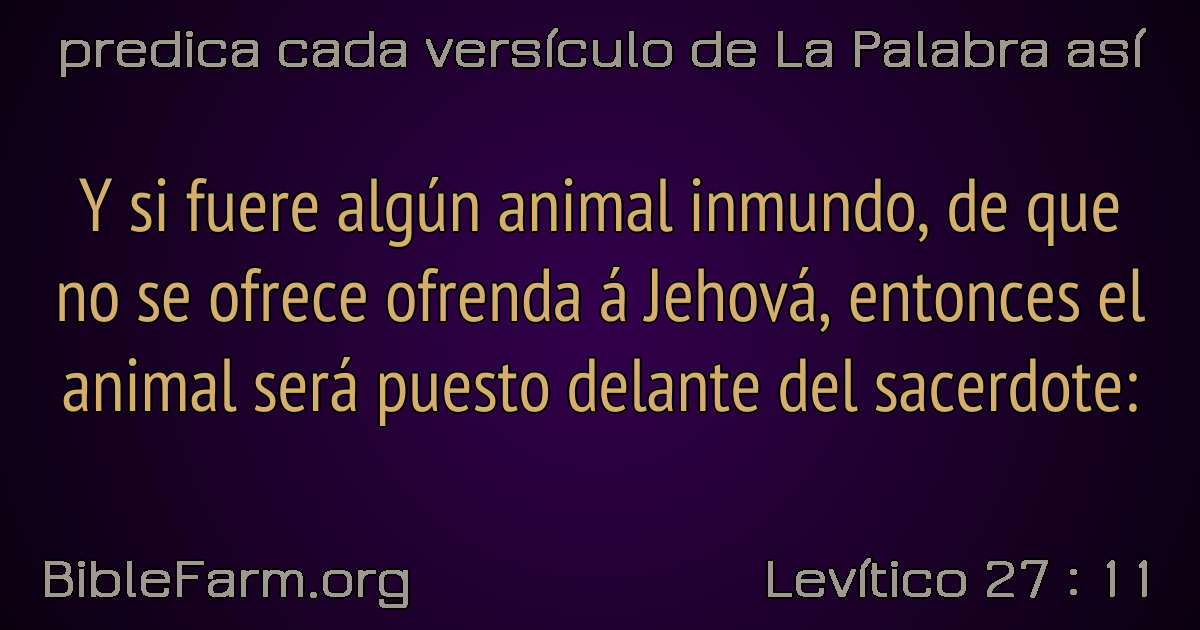 predica cada versículo de La Palabra así
Y si fuere algún animal inmundo, de que
no se ofrece ofrenda á Jehová, entonces el
animal será puesto delante del sacerdote:
BibleFarm.org
Levítico 27 : 11